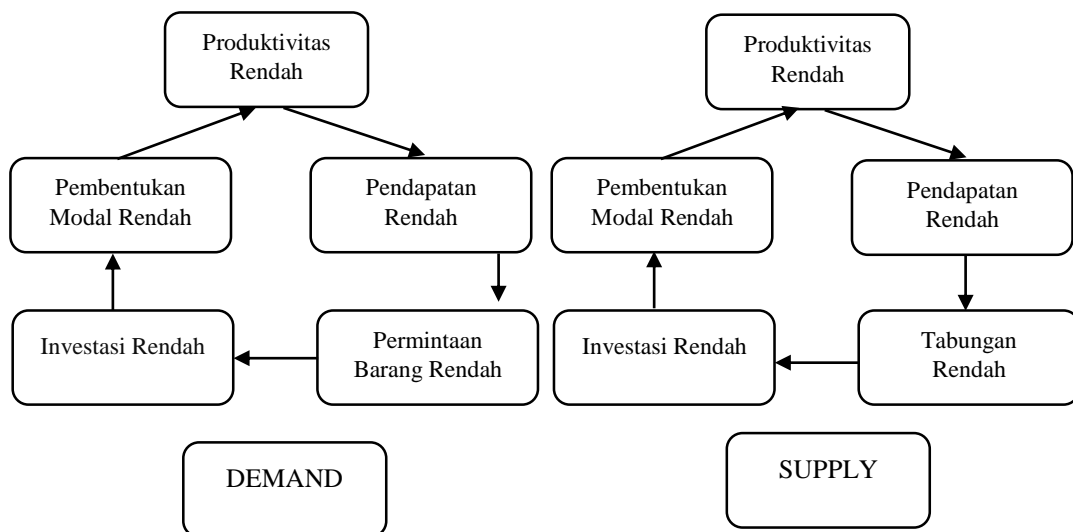 Produktivitas
Rendah
Pembentukan
Modal Rendah
Pendapatan
Rendah
Investasi Rendah
Permintaan
Barang Rendah
DEMAND
Produktivitas
Rendah
Pembentukan
Modal Rendah
Pendapatan
Rendah
Investasi Rendah
Tabungan
Rendah
SUPPLY